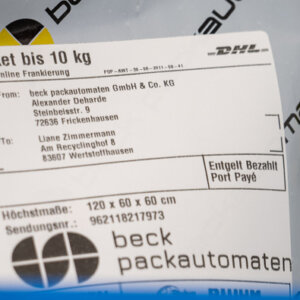 ket bis 10 kg
nline Frankierung
DHL
From: beck packautomaten GmbH & Co. KG
Alexander Deharde
Steinbeisstr. 9
72636 Frickenhausen
To: Liane Zimmermann
Am Recyclinghof 8
83607 Wertstoffhausen
Entgelt Bezahlt
Port Payé
Höchstmaße: 120 x 60 x 60 cm
Sendungsnr.: 962118217973
beck
packautomaten